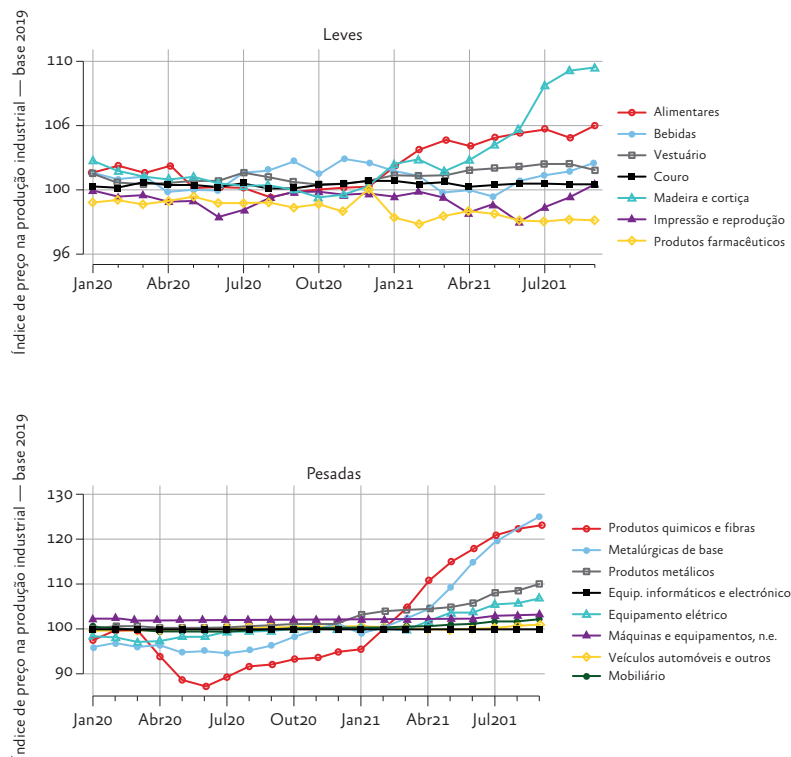 Leves
Índice de preço na produção industrial — base 2019
110
106
100
96
Jan20 Abr20 Jul20 Out20 Jan21 Abr21 Jul201
Alimentares
Bebidas
Vestuário
Couro
Madeira e cortiça
Impressão e reprodução
Produtos farmacêuticos
Pesadas
Índice de preço na produção industrial — base 2019
130
120
110
100
90
Jan20 Abr20 Jul20 Out20 Jan21 Abr21 Jul201
Produtos quimicos e fibras
Metalúrgicas de base
Produtos metálicos
Equip. informáticos e electrónico
Equipamento elétrico
Máquinas e equipamentos, n.e.
Veículos automóveis e outros
Mobiliário